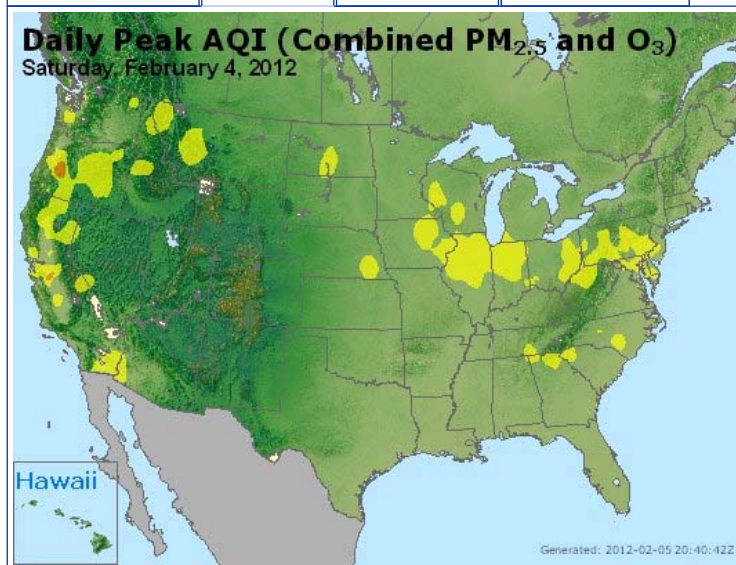 Daily Peak AQI (Combined PM2.5 and O3)
Saturday, February 4, 2012
Hawaii
Generated: 2012-02-05 20:40:42Z